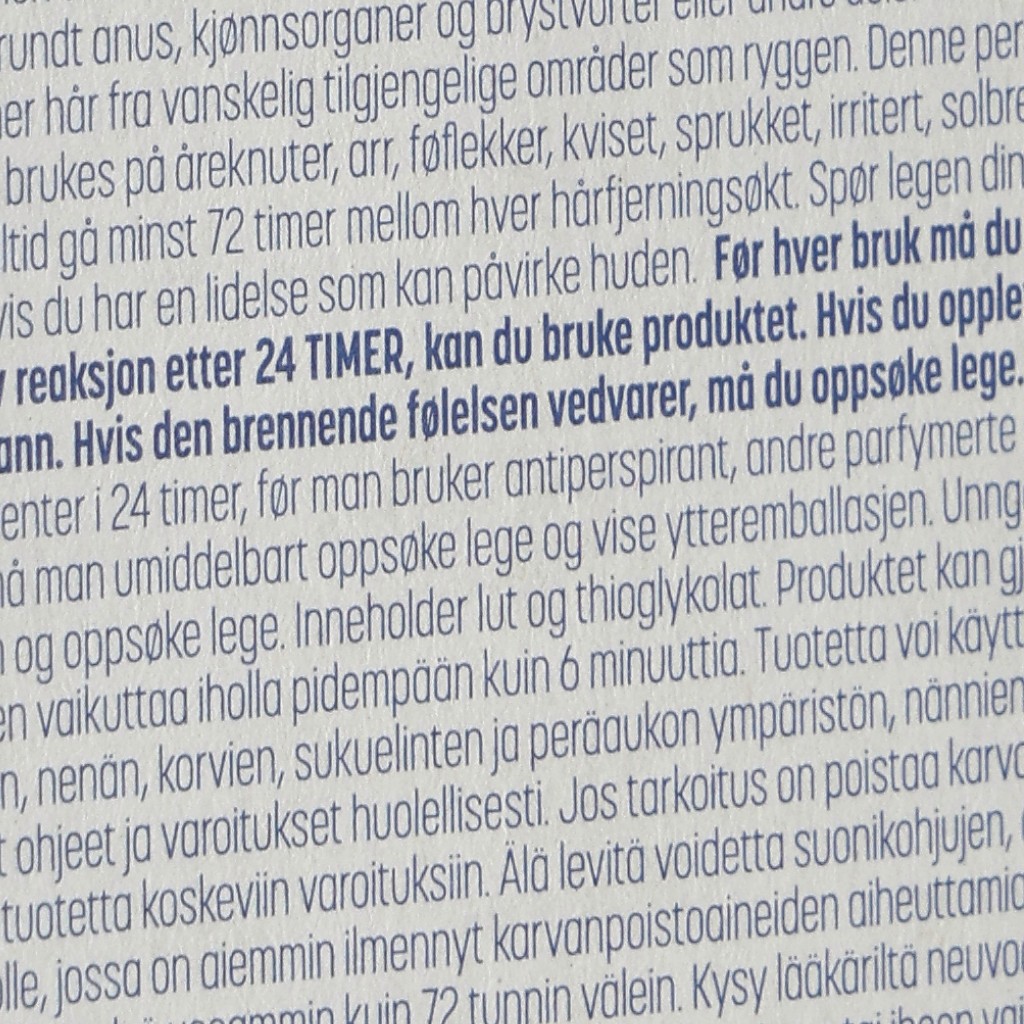 rundt anus, kjønnsorganer og brystvorter eller andre
er hår fra vanskelig tilgjengelige områder som ryggen. Denne per
brukes på åreknuter, arr, føflekker, kviset, sprukket, irritert, solbre
ltid gå minst 72 timer mellom hver hårfjerningsøkt. Spør legen din
vis du har en lidelse som kan påvirke huden. Før hver bruk må du
reaksjon etter 24 TIMER, kan du bruke produktet. Hvis du opple
ann. Hvis den brennende følelsen vedvarer, må du oppsøke lege.
enter i 24 timer, før man bruker antiperspirant, andre parfymerte
må man umiddelbart oppsøke lege og vise ytteremballasjen. Unng
og oppsøke lege. Inneholder lut og thioglykolat. Produktet kan gj
en vaikuttaa iholla pidempään kuin 6 minuuttia. Tuotetta voi käytt
n, nenän, korvien, sukuelinten ja peräaukon ympäristön, nännien
t ohjeet ja varoitukset huolellisesti. Jos tarkoitus on poistaa karvo
tuotetta koskeviin varoituksiin. Älä levitä voidetta suonikohjujen,
lle, jossa on aiemmin ilmennyt karvanpoistoaineiden aiheuttamia
kuin 72 tunnin välein. Kysy lääkäriltä neuvo
ihoon vai